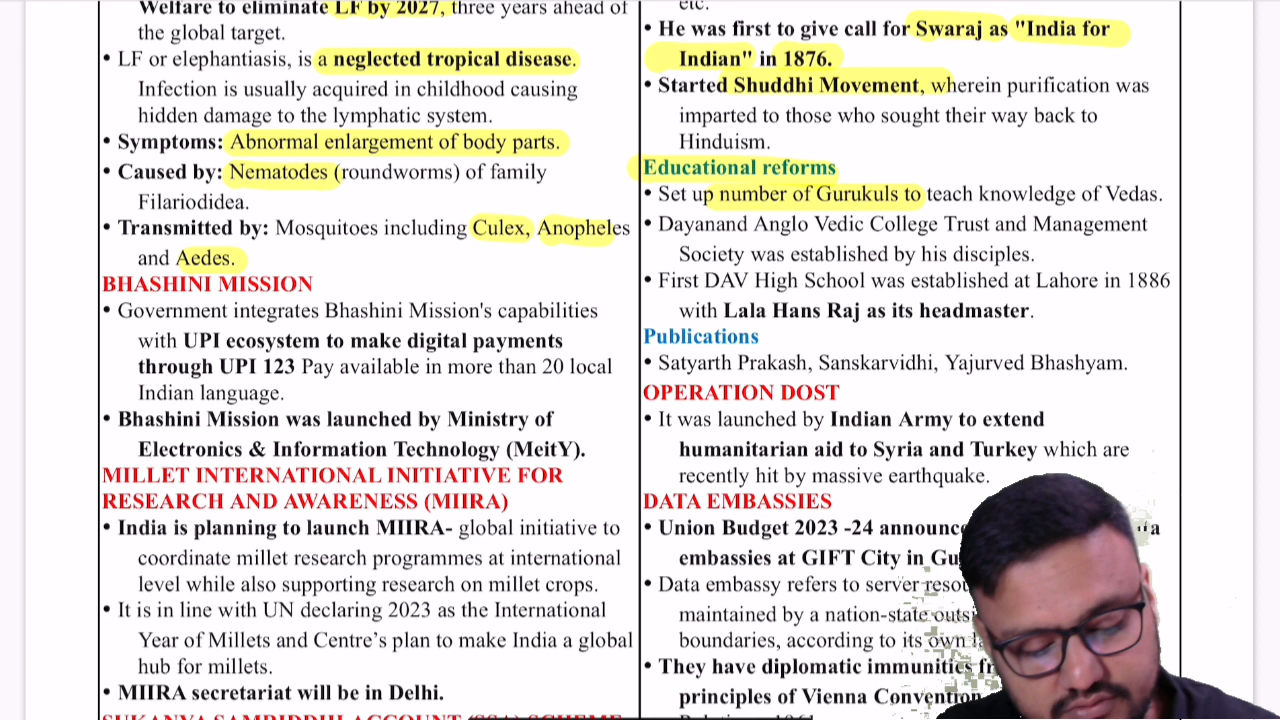 Welfare to eliminate LF by 2027, three years ahead of
the global target.
• LF or elephantiasis, is a neglected tropical disease.
Infection is usually acquired in childhood causing
hidden damage to the lymphatic system.
• Symptoms: Abnormal enlargement of body parts.
• Caused by: Nematodes (roundworms) of family
Filariodidea.
• Transmitted by: Mosquitoes including Culex, Anopheles
and Aedes.
BHASHINI MISSION
• Government integrates Bhashini Mission's capabilities
with UPI ecosystem to make digital payments
through UPI 123 Pay available in more than 20 local
Indian language.
• Bhashini Mission was launched by Ministry of
Electronics & Information Technology (MeitY).
MILLET INTERNATIONAL INITIATIVE FOR
RESEARCH AND AWARENESS (MIIRA)
• India is planning to launch MIIRA- global initiative to
coordinate millet research programmes at international
level while also supporting research on millet crops.
• It is in line with UN declaring 2023 as the International
Year of Millets and Centre’s plan to make India a global
hub for millets.
• MIIRA secretariat will be in Delhi.
SUKANYA SAMRIDDHI ACCOUNT (SSA) SCHEME
etc.
• He was first to give call for Swaraj as "India for
Indian" in 1876.
• Started Shuddhi Movement, wherein purification was
imparted to those who sought their way back to
Hinduism.
Educational reforms
• Set up number of Gurukuls to teach knowledge of Vedas.
• Dayanand Anglo Vedic College Trust and Management
Society was established by his disciples.
• First DAV High School was established at Lahore in 1886
with Lala Hans Raj as its headmaster.
Publications
• Satyarth Prakash, Sanskarvidhi, Yajurved Bhashyam.
OPERATION DOST
• It was launched by Indian Army to extend
humanitarian aid to Syria and Turkey which are
recently hit by massive earthquake.
DATA EMBASSIES
• Union Budget 2023 -24
embassies at GIFT City in
• Data embassy refers to server
maintained by a nation-state
boundaries, according to its own
• They have diplomatic immunities
principles of Vienna Convention